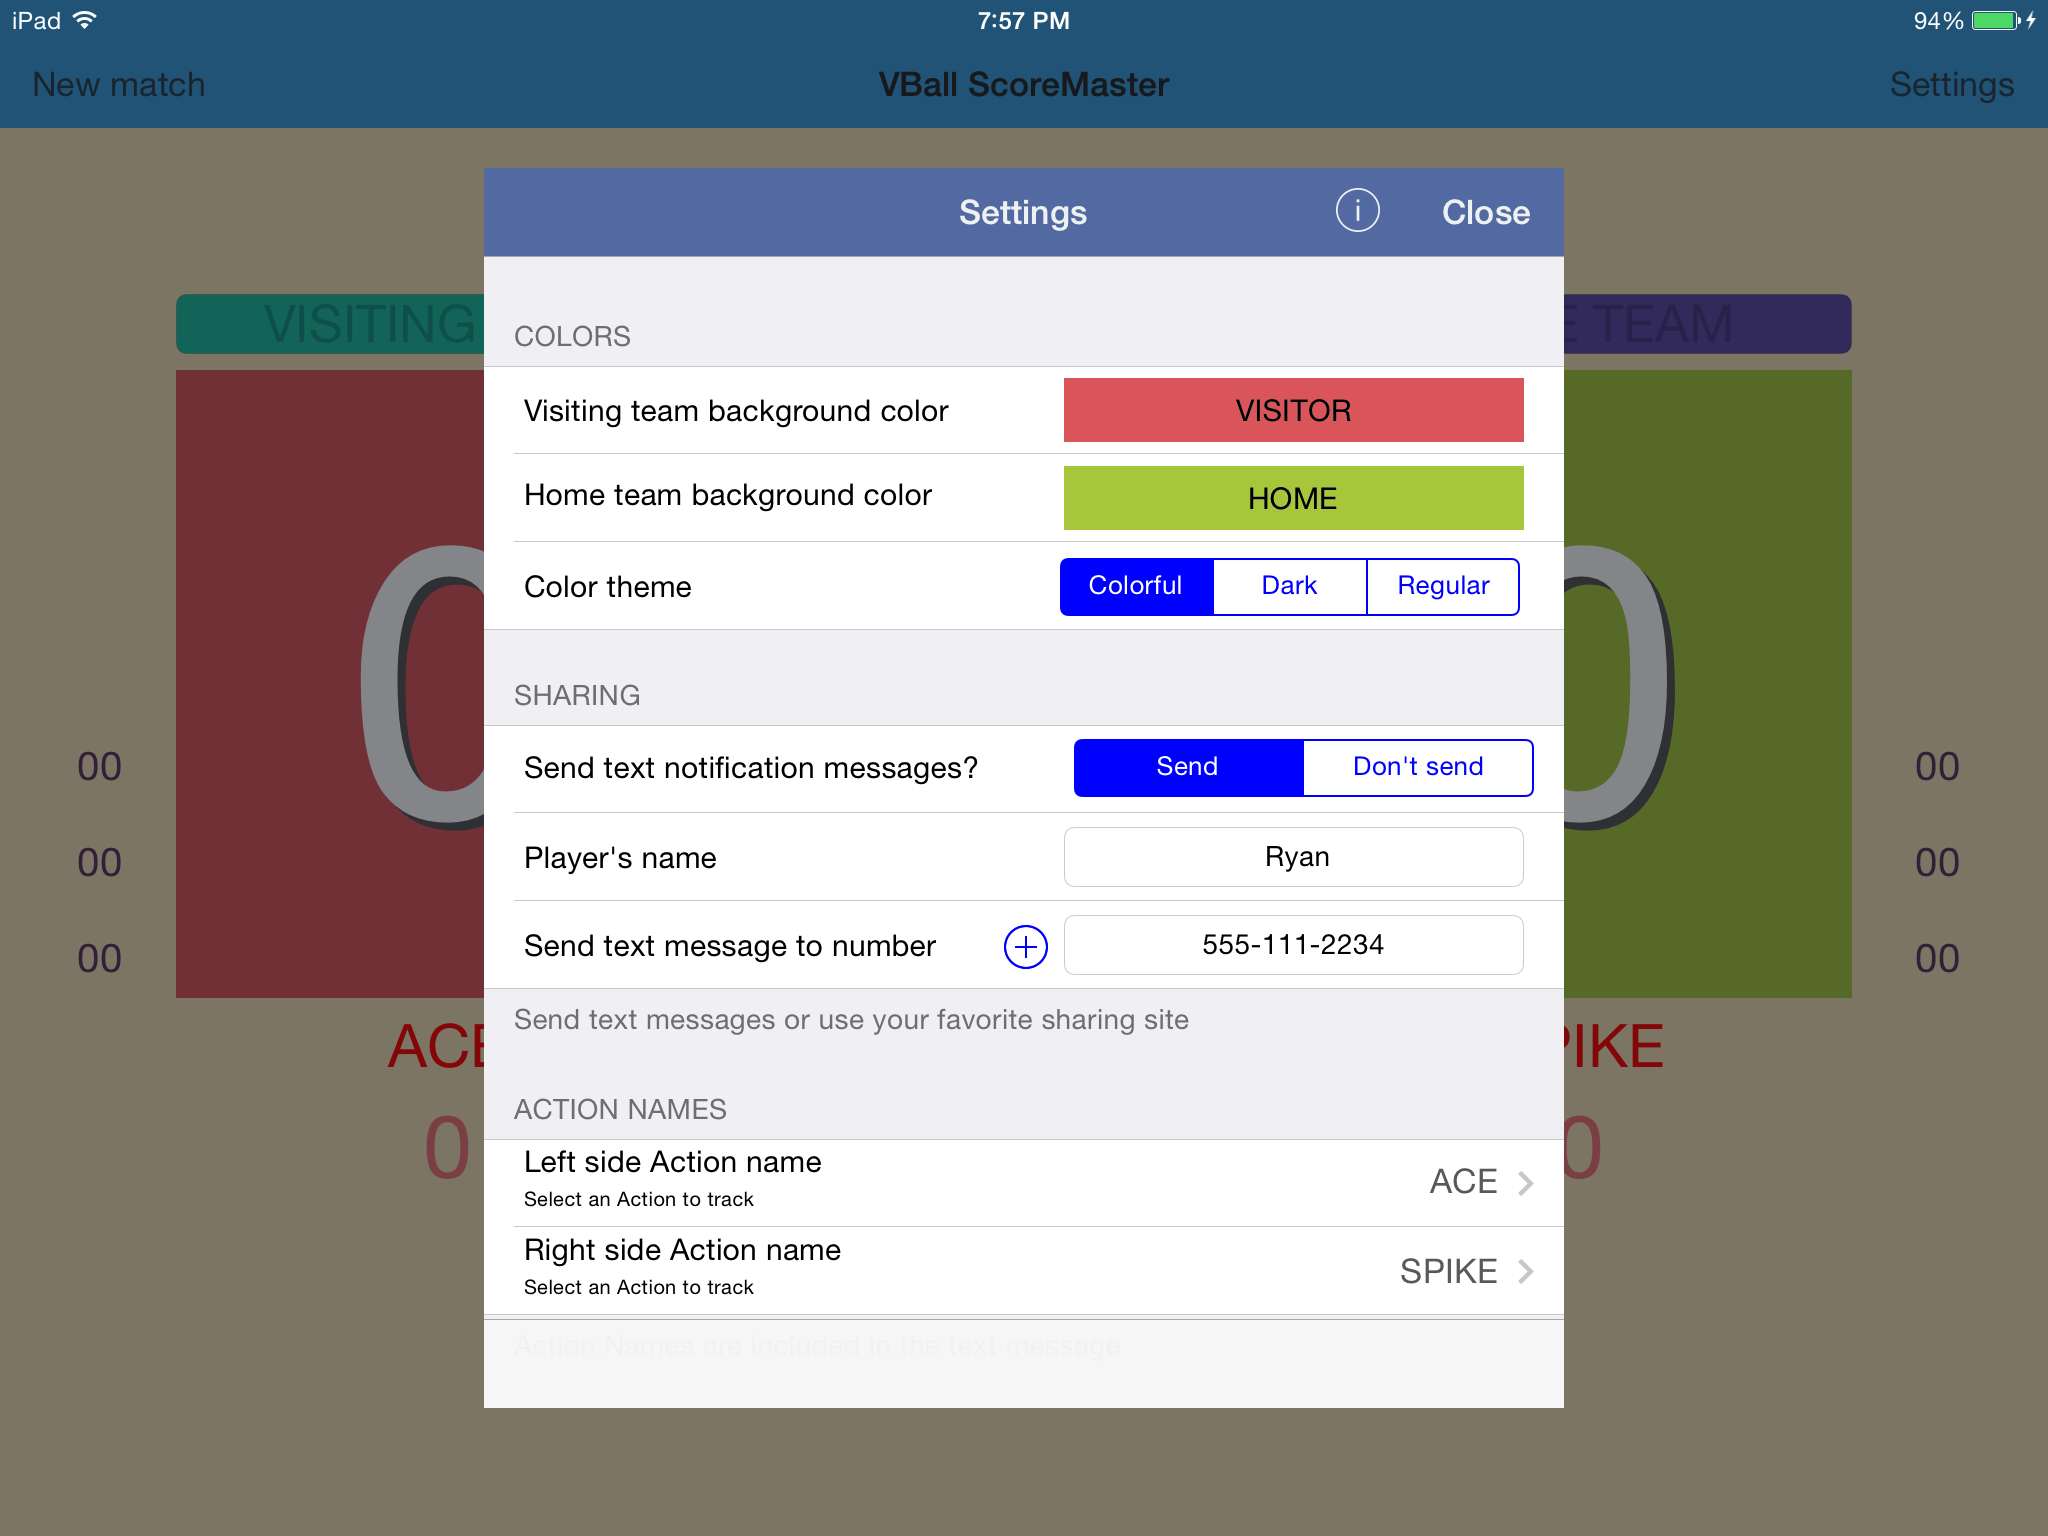 iPad 7:57 PM 94%
New match VBall ScoreMaster Settings
Settings i Close
VISITING E TEAM
COLORS
Visiting team background color VISITOR
Home team background color HOME
Color theme Colorful Dark Regular
SHARING
Send text notification messages? Send Don't send
00 00
Player's name Ryan
00 00
Send text message to number 555-111-2234
00 00
Send text messages or use your favorite sharing site
ACE PIKE
ACTION NAMES
0 0
Left side Action name
ACE
Select an Action to track
Right side Action name
SPIKE
Select an Action to track
Action Names are included in the text message